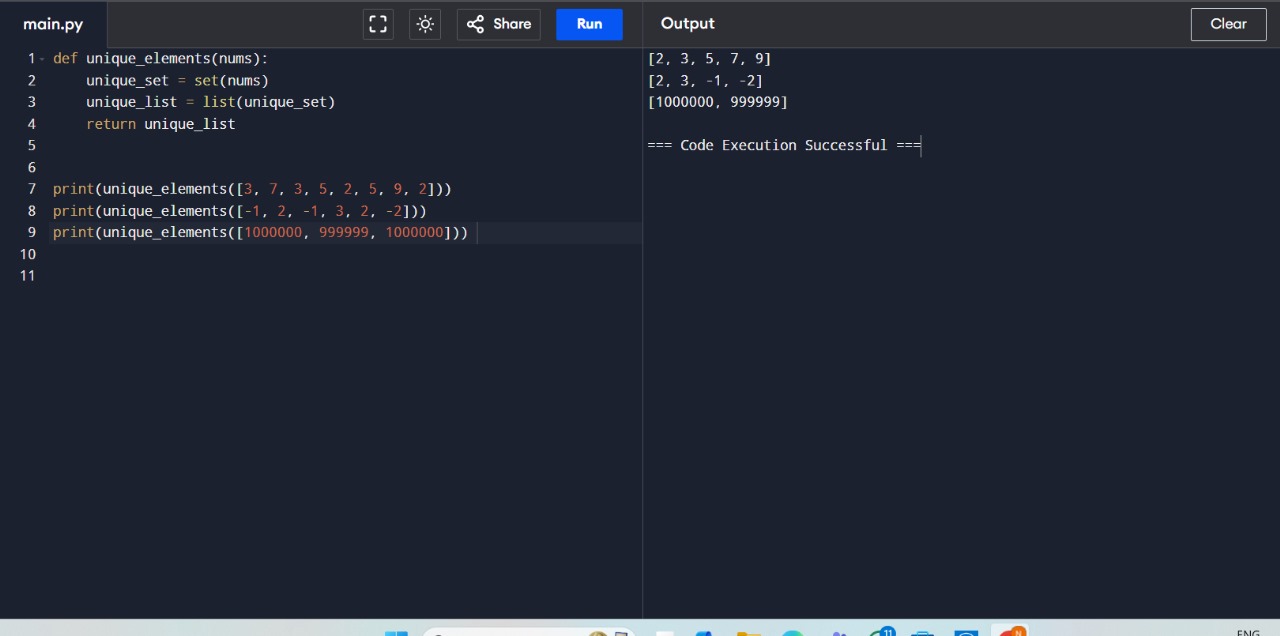 main.py
Share
Run
Output
Clear
1 def unique_elements(nums):
2     unique_set = set(nums)
3     unique_list = list(unique_set)
4     return unique_list
5
6
7 print(unique_elements([3, 7, 3, 5, 2, 5, 9, 2]))
8 print(unique_elements([-1, 2, -1, 3, 2, -2]))
9 print(unique_elements([1000000, 999999, 1000000]))
10
11
[2, 3, 5, 7, 9]
[2, 3, -1, -2]
[1000000, 999999]
=== Code Execution Successful ===
11
N
ENG